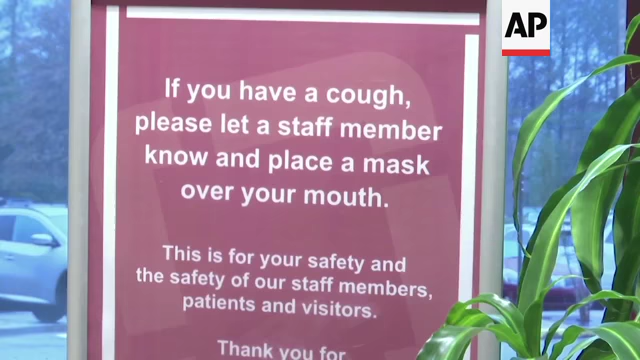 AP
If you have a cough,
please let a staff member
know and place a mask
over your mouth.
This is for your safety and
the safety of our staff members,
patients and visitors.
Thank you for